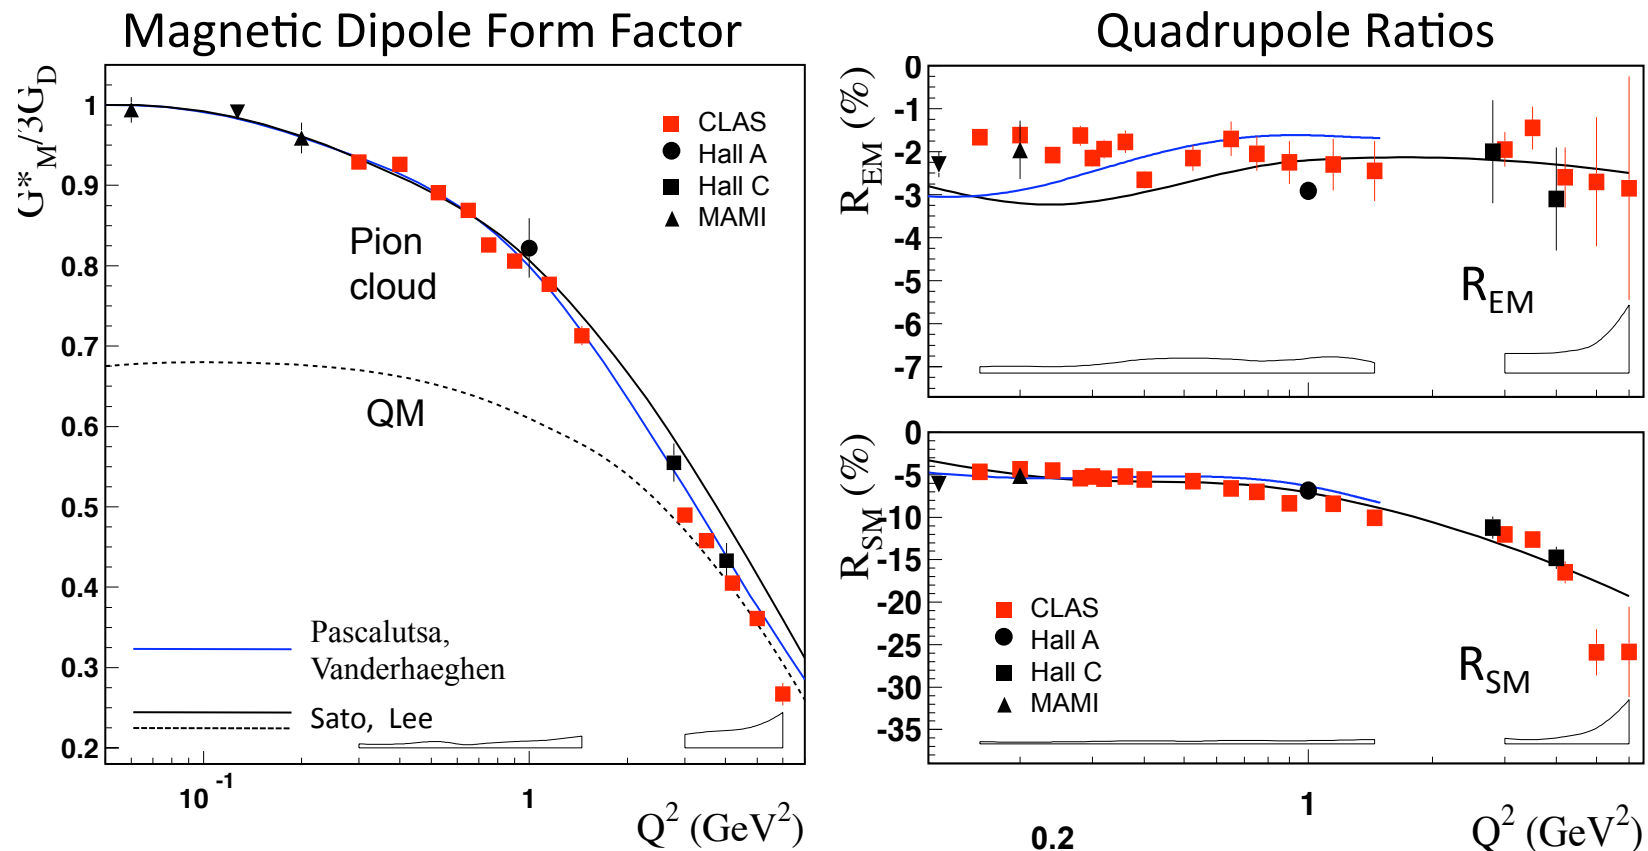 Magnetic Dipole Form Factor
G*M/3GD
1
0.9
0.8
0.7
0.6
0.5
0.4
0.3
0.2
CLAS
Hall A
Hall C
MAMI
Pion
cloud
QM
Pascalutsa,
Vanderhaeghen
Sato, Lee
10-1
1
Q2 (GeV2)
Quadrupole Ratios
REM (%)
0
-1
-2
-3
-4
-5
-6
-7
REM
RSM (%)
0
-5
-10
-15
-20
-25
-30
-35
CLAS
Hall A
Hall C
MAMI
RSM
0.2
1
Q2 (GeV2)